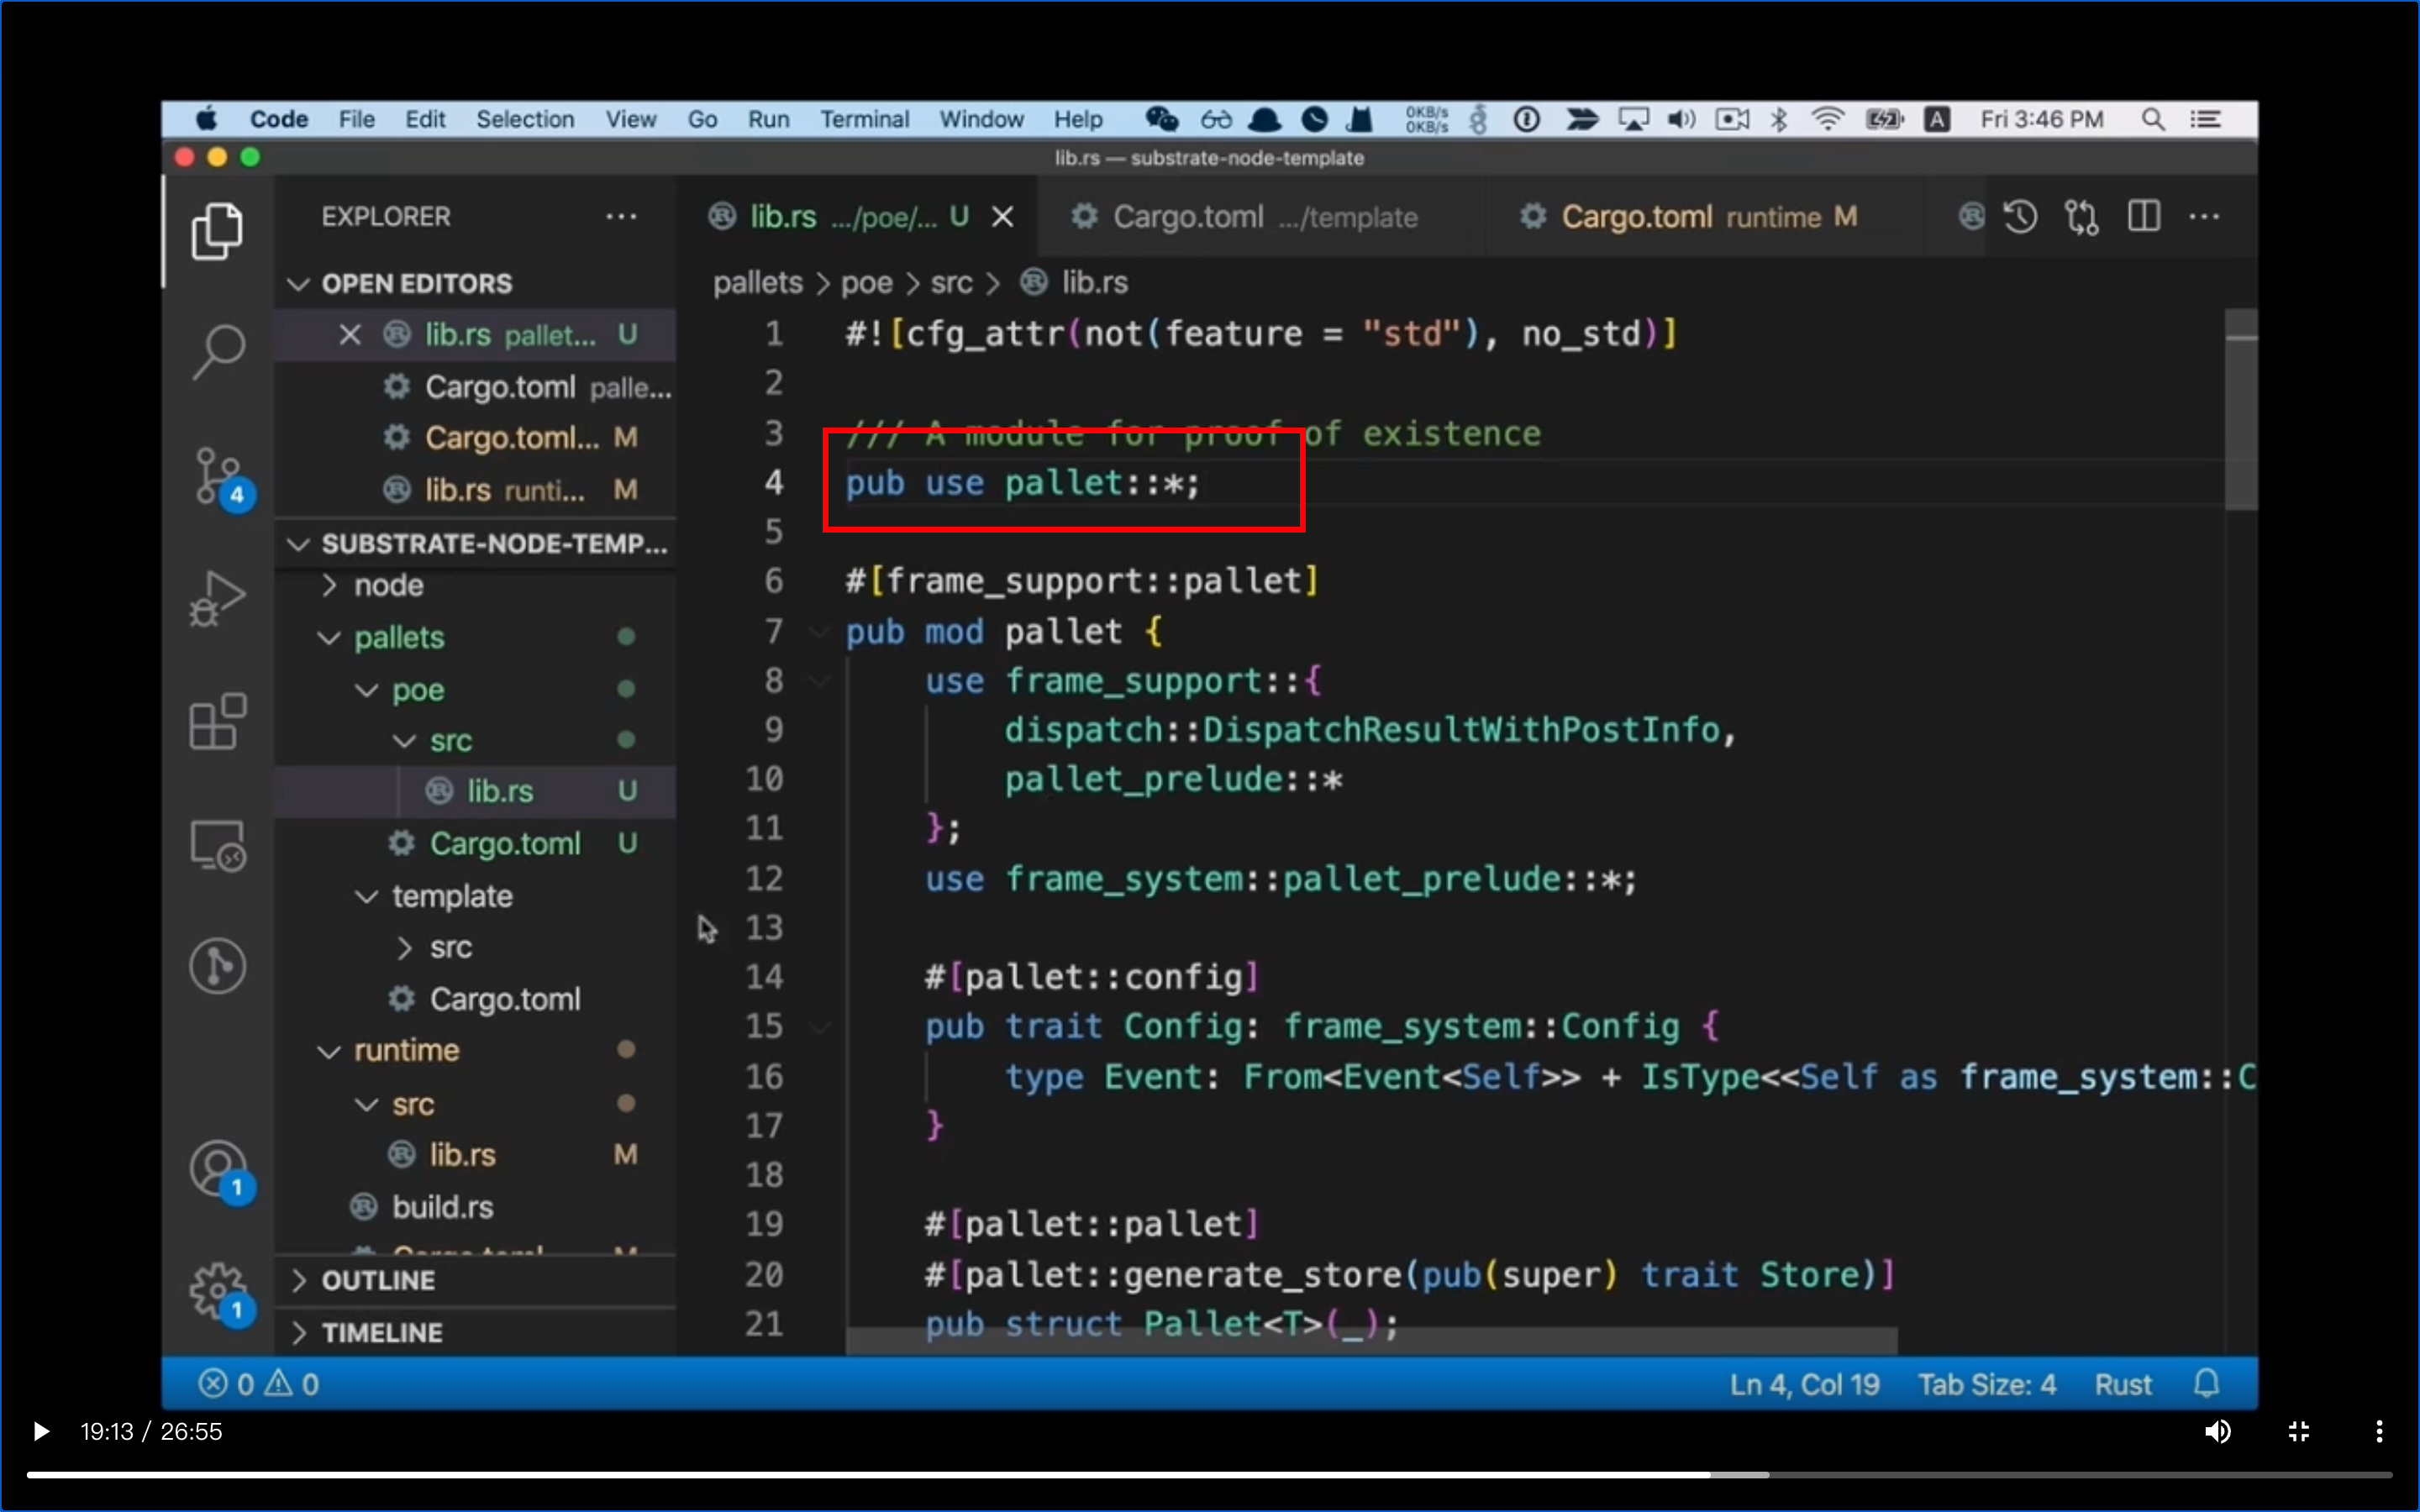 Code File Edit Selection View Go Run Terminal Window Help 0KB/s 0KB/s A Fri 3:46 PM
lib.rs — substrate-node-template
EXPLORER ···
lib.rs .../poe/... U
Cargo.toml .../template
Cargo.toml runtime M
OPEN EDITORS
lib.rs pallet... U
Cargo.toml palle...
Cargo.toml... M
lib.rs runti... M
SUBSTRATE-NODE-TEMP...
node
pallets
poe
src
lib.rs U
Cargo.toml U
template
src
Cargo.toml
runtime
src
lib.rs M
build.rs
Cargo.toml M
OUTLINE
TIMELINE
4
1
1
pallets > poe > src > lib.rs
1 #![cfg_attr(not(feature = "std"), no_std)]
2
3 /// A module for proof of existence
4 pub use pallet::*;
5
6 #[frame_support::pallet]
7 pub mod pallet {
8 use frame_support::{
9 dispatch::DispatchResultWithPostInfo,
10 pallet_prelude::*
11 };
12 use frame_system::pallet_prelude::*;
13
14 #[pallet::config]
15 pub trait Config: frame_system::Config {
16 type Event: From<Event<Self>> + IsType<<Self as frame_system::C
17 }
18
19 #[pallet::pallet]
20 #[pallet::generate_store(pub(super) trait Store)]
21 pub struct Pallet<T>(_);
0 0
Ln 4, Col 19 Tab Size: 4 Rust
19:13 / 26:55